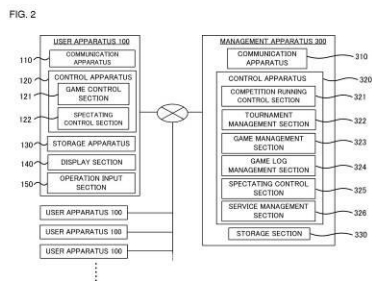 FIG. 2
USER APPARATUS 100
110
COMMUNICATION
APPARATUS
120
CONTROL APPARATUS
121
GAME CONTROL
SECTION
122
SPECTATING
CONTROL SECTION
130
STORAGE APPARATUS
140
DISPLAY SECTION
150
OPERATION INPUT
SECTION
USER APPARATUS 100
USER APPARATUS 100
USER APPARATUS 100
MANAGEMENT APPARATUS 300
COMMUNICATION
APPARATUS
310
CONTROL APPARATUS
320
COMPETITION RUNNING
CONTROL SECTION
321
TOURNAMENT
MANAGEMENT SECTION
322
GAME MANAGEMENT
SECTION
323
GAME LOG
MANAGEMENT SECTION
324
SPECTATING CONTROL
SECTION
325
SERVICE MANAGEMENT
SECTION
326
STORAGE SECTION
330